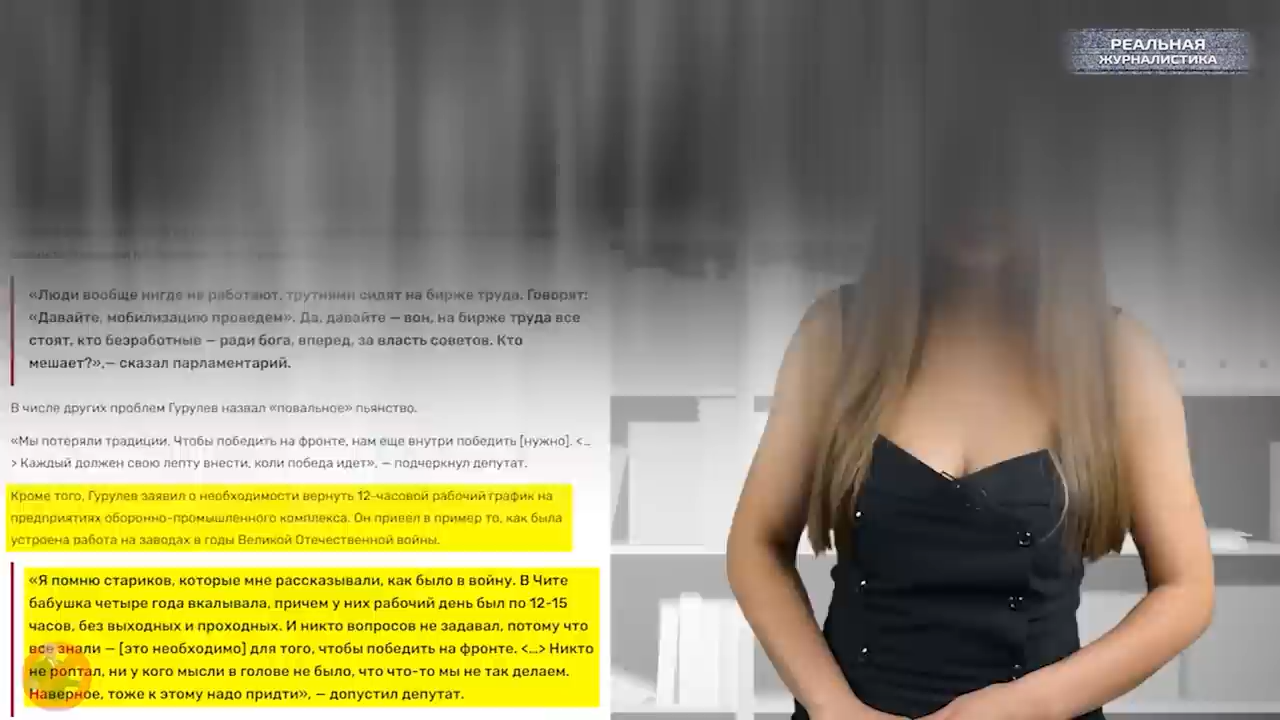 РЕАЛЬНАЯ
ЖУРНАЛИСТИКА
«Люди вообще нигде не работают, трутнями сидят на бирже труда. Говорят:
«Давайте, мобилизацию проведем». Да, давайте — вон, на бирже труда все
стоят, кто безработные — ради бога, вперед, за власть советов. Кто
мешает?»,— сказал парламентарий.
В числе других проблем Гурулев назвал «повальное» пьянство.
«Мы потеряли традиции. Чтобы победить на фронте, нам еще внутри победить [нужно]. <…
> Каждый должен свою лепту внести, коли победа идет», — подчеркнул депутат.
Кроме того, Гурулев заявил о необходимости вернуть 12-часовой рабочий график на
предприятиях оборонно-промышленного комплекса. Он привел в пример то, как была
устроена работа на заводах в годы Великой Отечественной войны.
«Я помню стариков, которые мне рассказывали, как было в войну. В Чите
бабушка четыре года вкалывала, причем у них рабочий день был по 12-15
часов, без выходных и проходных. И никто вопросов не задавал, потому что
все знали — [это необходимо] для того, чтобы победить на фронте. <…> Никто
не роптал, ни у кого мысли в голове не было, что что-то мы не так делаем.
Наверное, тоже к этому надо придти», — допустил депутат.